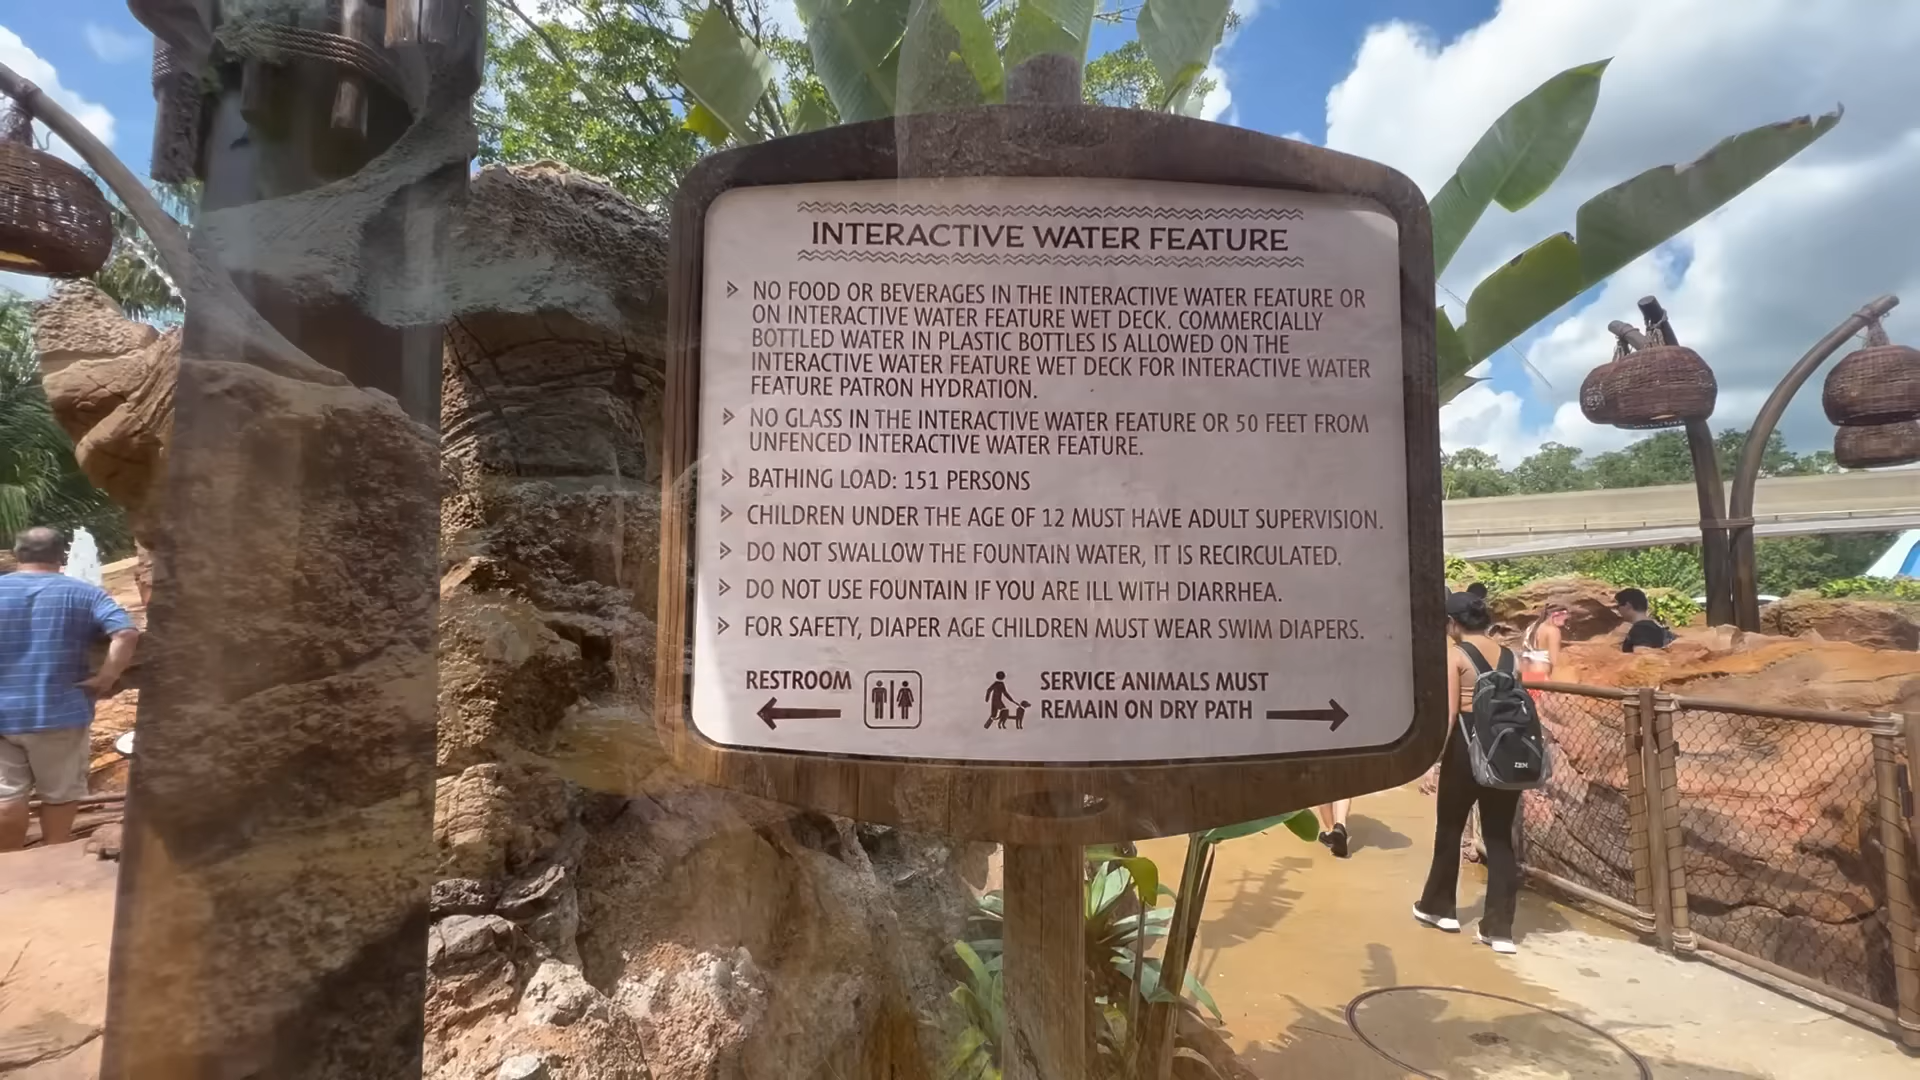 INTERACTIVE WATER FEATURE
NO FOOD OR BEVERAGES IN THE INTERACTIVE WATER FEATURE OR
ON INTERACTIVE WATER FEATURE WET DECK. COMMERCIALLY
BOTTLED WATER IN PLASTIC BOTTLES IS ALLOWED ON THE
INTERACTIVE WATER FEATURE WET DECK FOR INTERACTIVE WATER
FEATURE PATRON HYDRATION.
NO GLASS IN THE INTERACTIVE WATER FEATURE OR 50 FEET FROM
UNFENCED INTERACTIVE WATER FEATURE.
BATHING LOAD: 151 PERSONS
CHILDREN UNDER THE AGE OF 12 MUST HAVE ADULT SUPERVISION.
DO NOT SWALLOW THE FOUNTAIN WATER, IT IS RECIRCULATED.
DO NOT USE FOUNTAIN IF YOU ARE ILL WITH DIARRHEA.
FOR SAFETY, DIAPER AGE CHILDREN MUST WEAR SWIM DIAPERS.
RESTROOM
SERVICE ANIMALS MUST
REMAIN ON DRY PATH